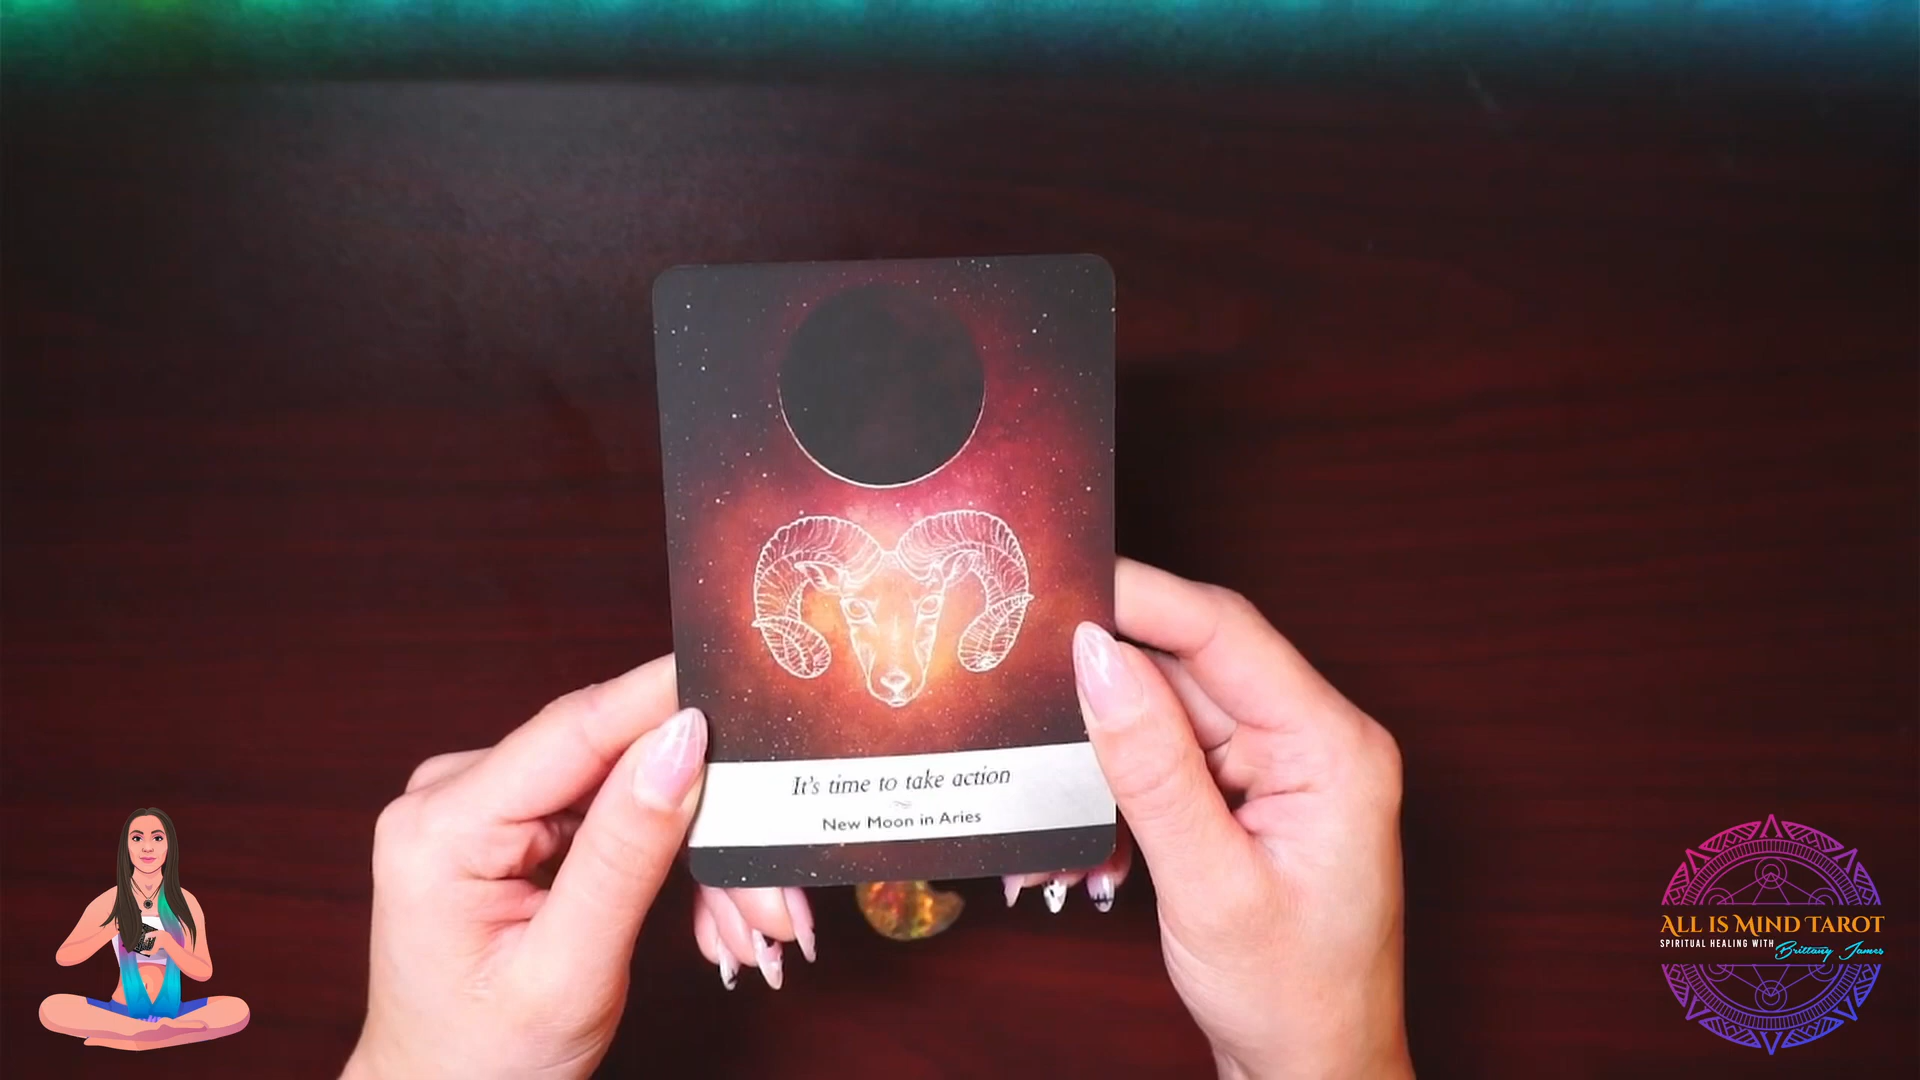 It's time to take action
New Moon in Aries
ALL IS MIND TAROT
SPIRITUAL HEALING WITH Brittany James